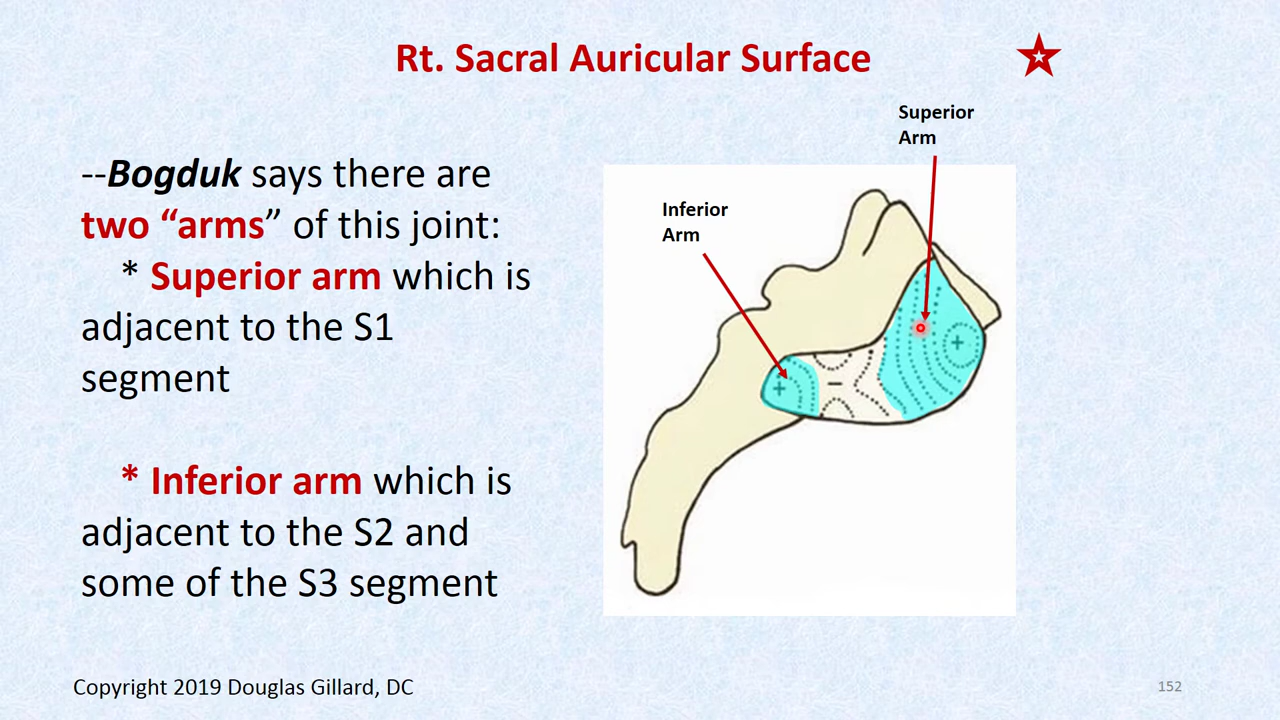 Rt. Sacral Auricular Surface
--Bogduk says there are
two “arms” of this joint:
* Superior arm which is
adjacent to the S1
segment
* Inferior arm which is
adjacent to the S2 and
some of the S3 segment
Superior
Arm
Inferior
Arm
+
+
–
Copyright 2019 Douglas Gillard, DC
152